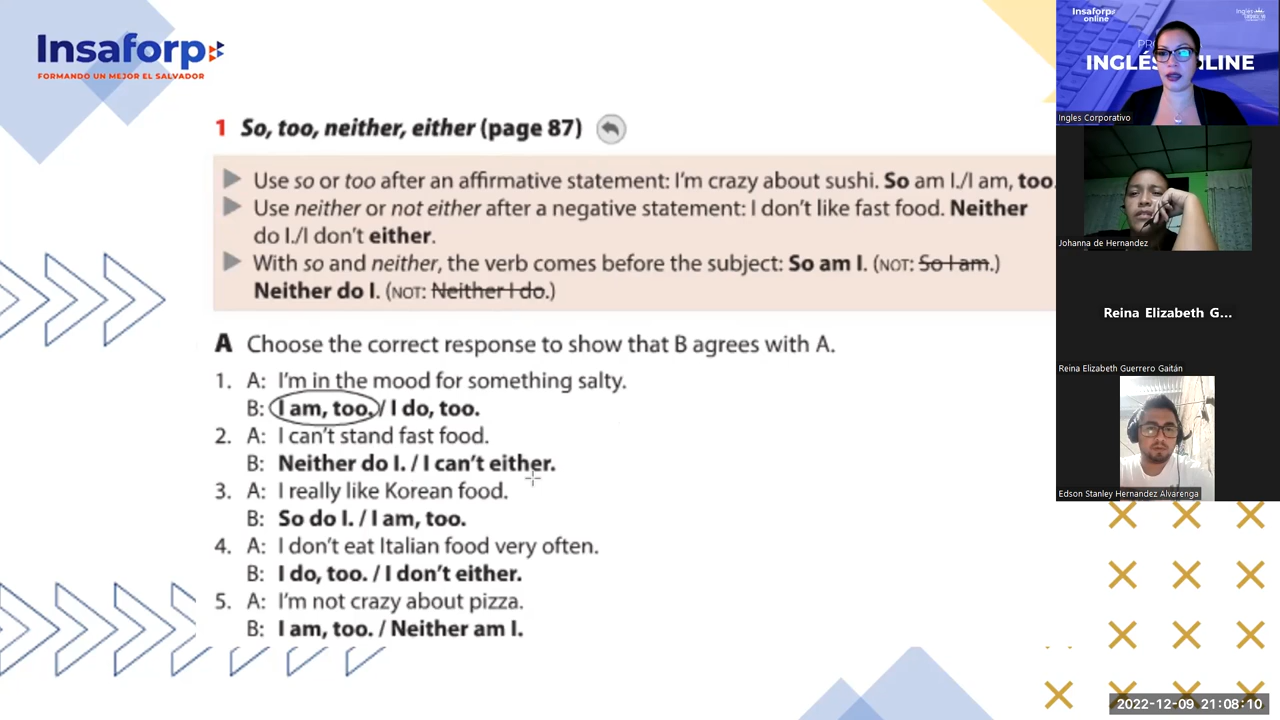 Insaforp
FORMANDO UN MEJOR EL SALVADOR
1 So, too, neither, either (page 87)
Use so or too after an affirmative statement: I'm crazy about sushi. So am I./I am, too.
Use neither or not either after a negative statement: I don't like fast food. Neither
do I./I don't either.
With so and neither, the verb comes before the subject: So am I. (NOT: So I am.)
Neither do I. (NOT: Neither I do.)
A Choose the correct response to show that B agrees with A.
1. A: I'm in the mood for something salty.
B: I am, too. / I do, too.
2. A: I can't stand fast food.
B: Neither do I. / I can't either.
3. A: I really like Korean food.
B: So do I. / I am, too.
4. A: I don't eat Italian food very often.
B: I do, too. / I don't either.
5. A: I'm not crazy about pizza.
B: I am, too. / Neither am I.
Insaforp
online
Ingles Corporativo
Johanna de Hernandez
Reina Elizabeth G...
Reina Elizabeth Guerrero Gaitán
Edson Stanley Hernandez Alvarenga
2022-12-09 21:08:10